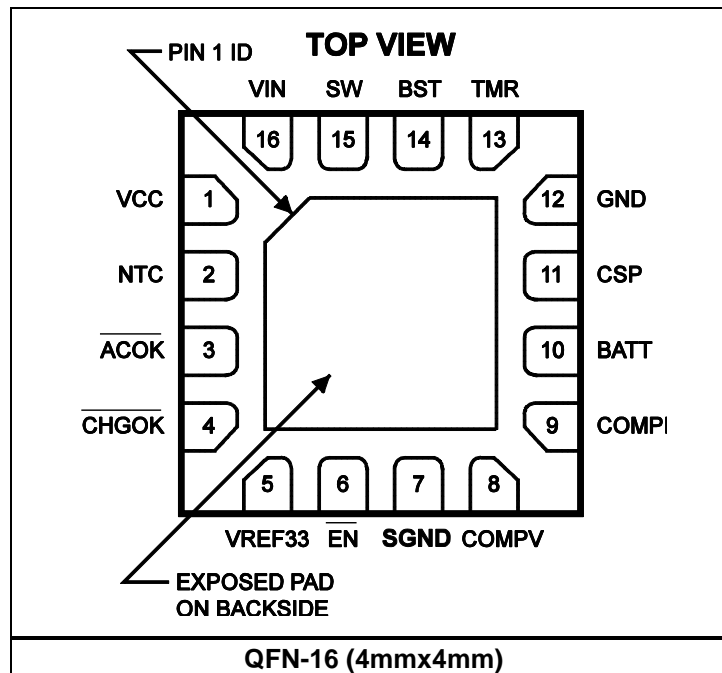 PIN 1 ID
TOP VIEW
VIN SW BST TMR
16 15 14 13
VCC 1 12 GND
NTC 2 11 CSP
ACOK 3 10 BATT
CHGOK 4 9 COMPI
5 6 7 8
VREF33 EN SGND COMPV
EXPOSED PAD
ON BACKSIDE
QFN-16 (4mmx4mm)